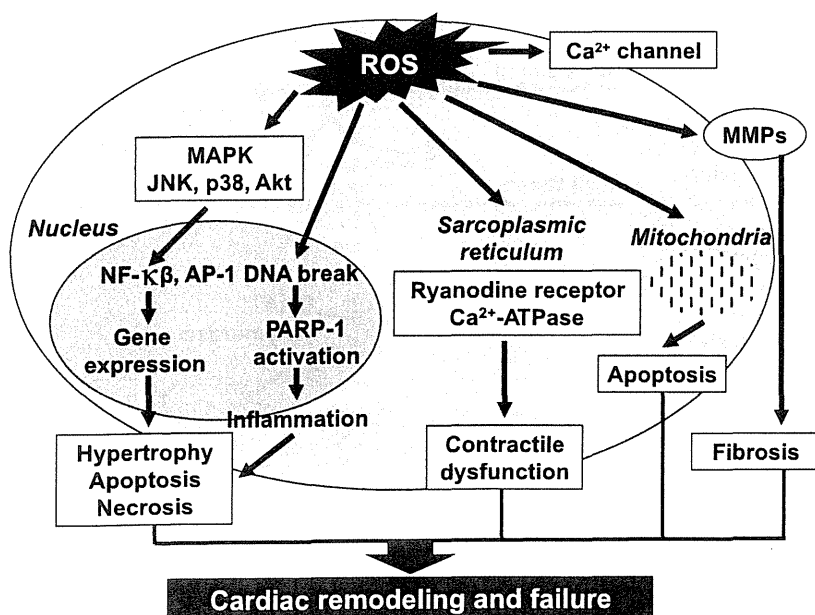 ROS
Ca²⁺ channel
MMPs
MAPK
JNK, p38, Akt
Nucleus
Sarcoplasmic
reticulum
Mitochondria
NF-κβ, AP-1
DNA break
Ryanodine receptor
Ca²⁺-ATPase
Gene
expression
PARP-1
activation
Apoptosis
Inflammation
Hypertrophy
Apoptosis
Necrosis
Contractile
dysfunction
Fibrosis
Cardiac remodeling and failure